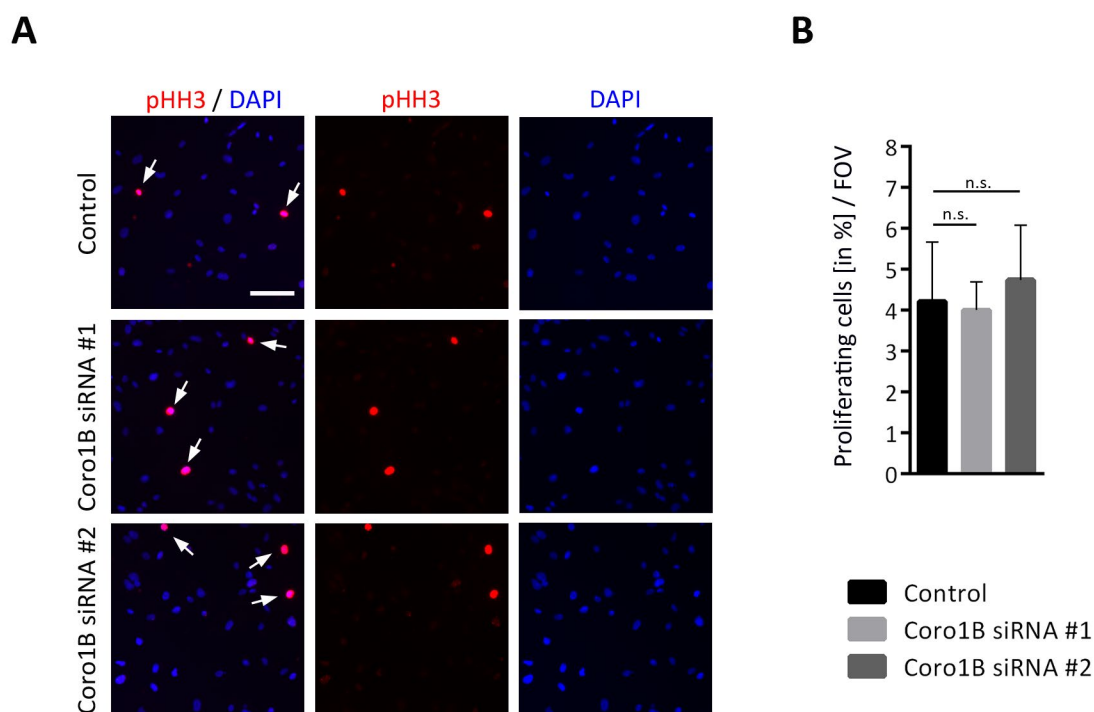 A
B
pHH3 / DAPI
pHH3
DAPI
Control
Coro1B siRNA #1
Coro1B siRNA #2
Proliferating cells [in %] / FOV
8
7
6
5
4
3
2
1
0
n.s.
n.s.
Control
Coro1B siRNA #1
Coro1B siRNA #2